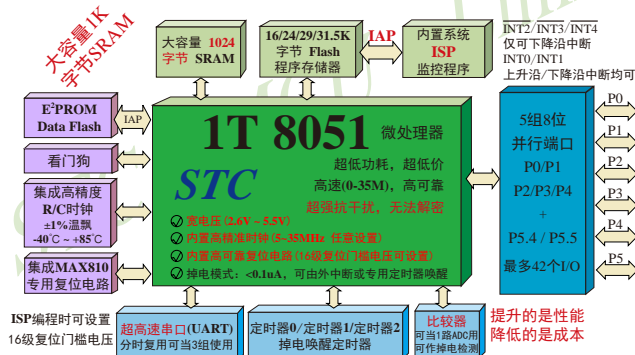 大容量1K
字节SRAM
大容量 1024
字节 SRAM
16/24/29/31.5K
字节 Flash
程序存储器
IAP
内置系统
ISP
监控程序
INT2/INT3/INT4
仅可下降沿中断
INT0/INT1
上升沿/下降沿中断均可
E²PROM
Data Flash
IAP
看门狗
集成高精度
R/C时钟
±1%温飘
-40℃ ~ +85℃
集成MAX810
专用复位电路
1T 8051 微处理器
STC
超低功耗，超低价
高速(0-35M)，高可靠
超强抗干扰，无法解密
宽电压(2.6V ~ 5.5V)
内置高精准时钟(5~35MHz 任意设置)
内置高可靠复位电路(16级复位门槛电压可设置)
掉电模式：<0.1uA，可由外中断或专用定时器唤醒
5组8位
并行端口
P0/P1
P2/P3/P4
+
P5.4 / P5.5
最多42个I/O
P0
P1
P2
P3
P4
P5
ISP编程时可设置
16级复位门槛电压
超高速串口(UART)
分时复用可当3组使用
定时器0/定时器1/定时器2
掉电唤醒定时器
比较器
可当1路ADC用
可作掉电检测
提升的是性能
降低的是成本